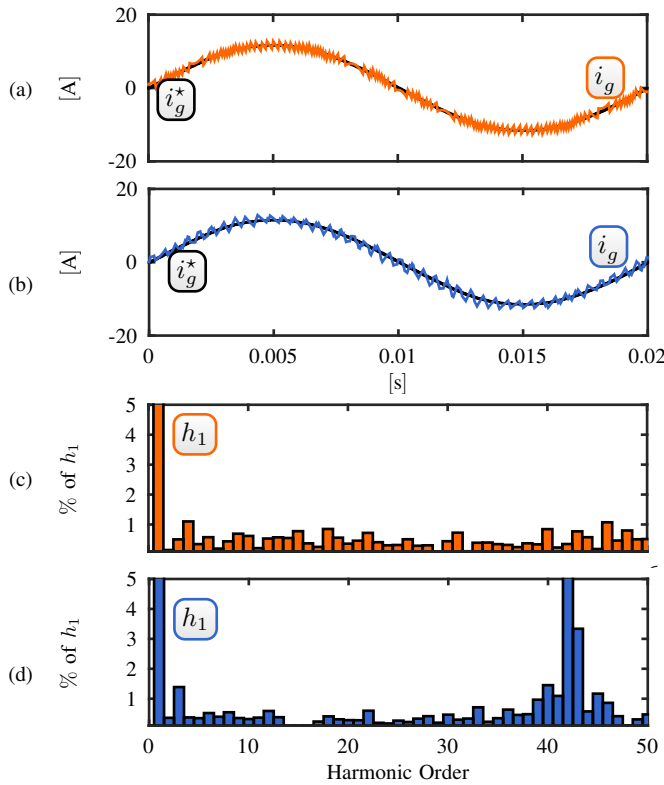 20
(a)
[A]
0
i_g^⋆
i_g
-20
20
(b)
[A]
0
i_g^⋆
i_g
-20
0 0.005 0.01 0.015 0.02
[s]
5
h_1
4
(c)
% of h_1
3
2
1
5
h_1
4
(d)
% of h_1
3
2
1
0 10 20 30 40 50
Harmonic Order